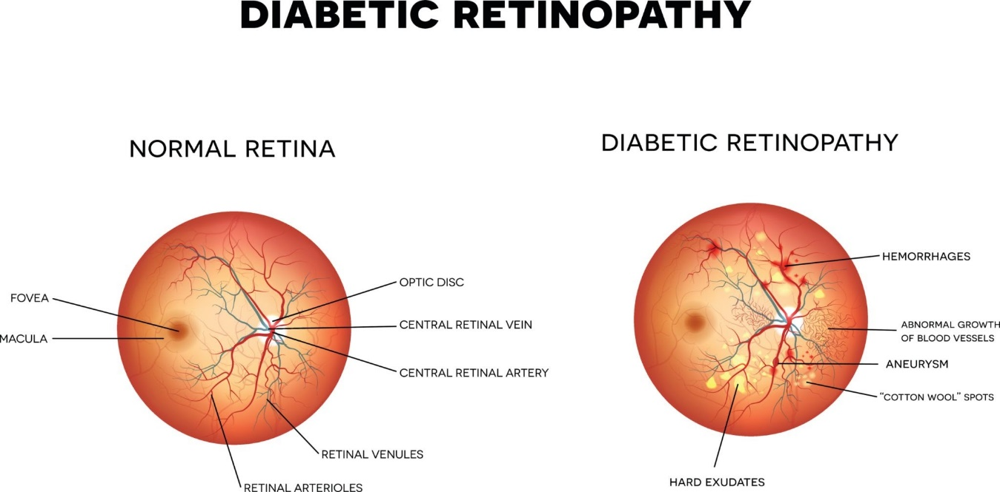 DIABETIC RETINOPATHY
NORMAL RETINA
FOVEA
MACULA
OPTIC DISC
CENTRAL RETINAL VEIN
CENTRAL RETINAL ARTERY
RETINAL VENULES
RETINAL ARTERIOLES
DIABETIC RETINOPATHY
HEMORRHAGES
ABNORMAL GROWTH
OF BLOOD VESSELS
ANEURYSM
"COTTON WOOL" SPOTS
HARD EXUDATES